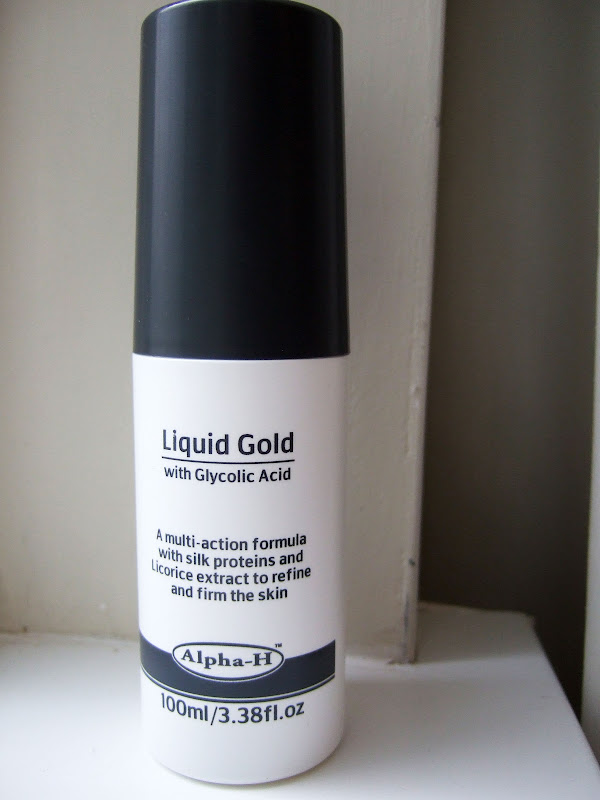 Liquid Gold
with Glycolic Acid
A multi-action formula
with silk proteins and
Licorice extract to refine
and firm the skin
Alpha-H™
100ml/3.38fl.oz